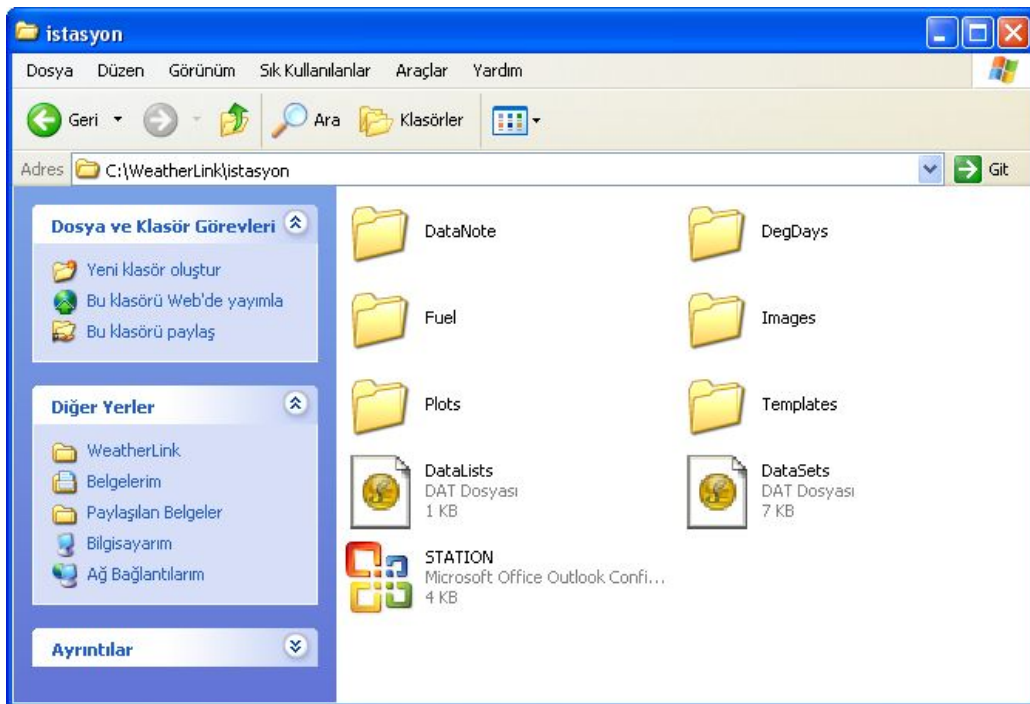 istasyon
Dosya Düzen Görünüm Sık Kullanılanlar Araçlar Yardım
Geri Ara Klasörler
Adres C:\WeatherLink\istasyon Git
Dosya ve Klasör Görevleri
Yeni klasör oluştur
Bu klasörü Web'de yayımla
Bu klasörü paylaş
Diğer Yerler
WeatherLink
Belgelerim
Paylaşılan Belgeler
Bilgisayarım
Ağ Bağlantılarım
Ayrıntılar
DataNote
DegDays
Fuel
Images
Plots
Templates
DataLists
DAT Dosyası
1 KB
DataSets
DAT Dosyası
7 KB
STATION
Microsoft Office Outlook Confi...
4 KB